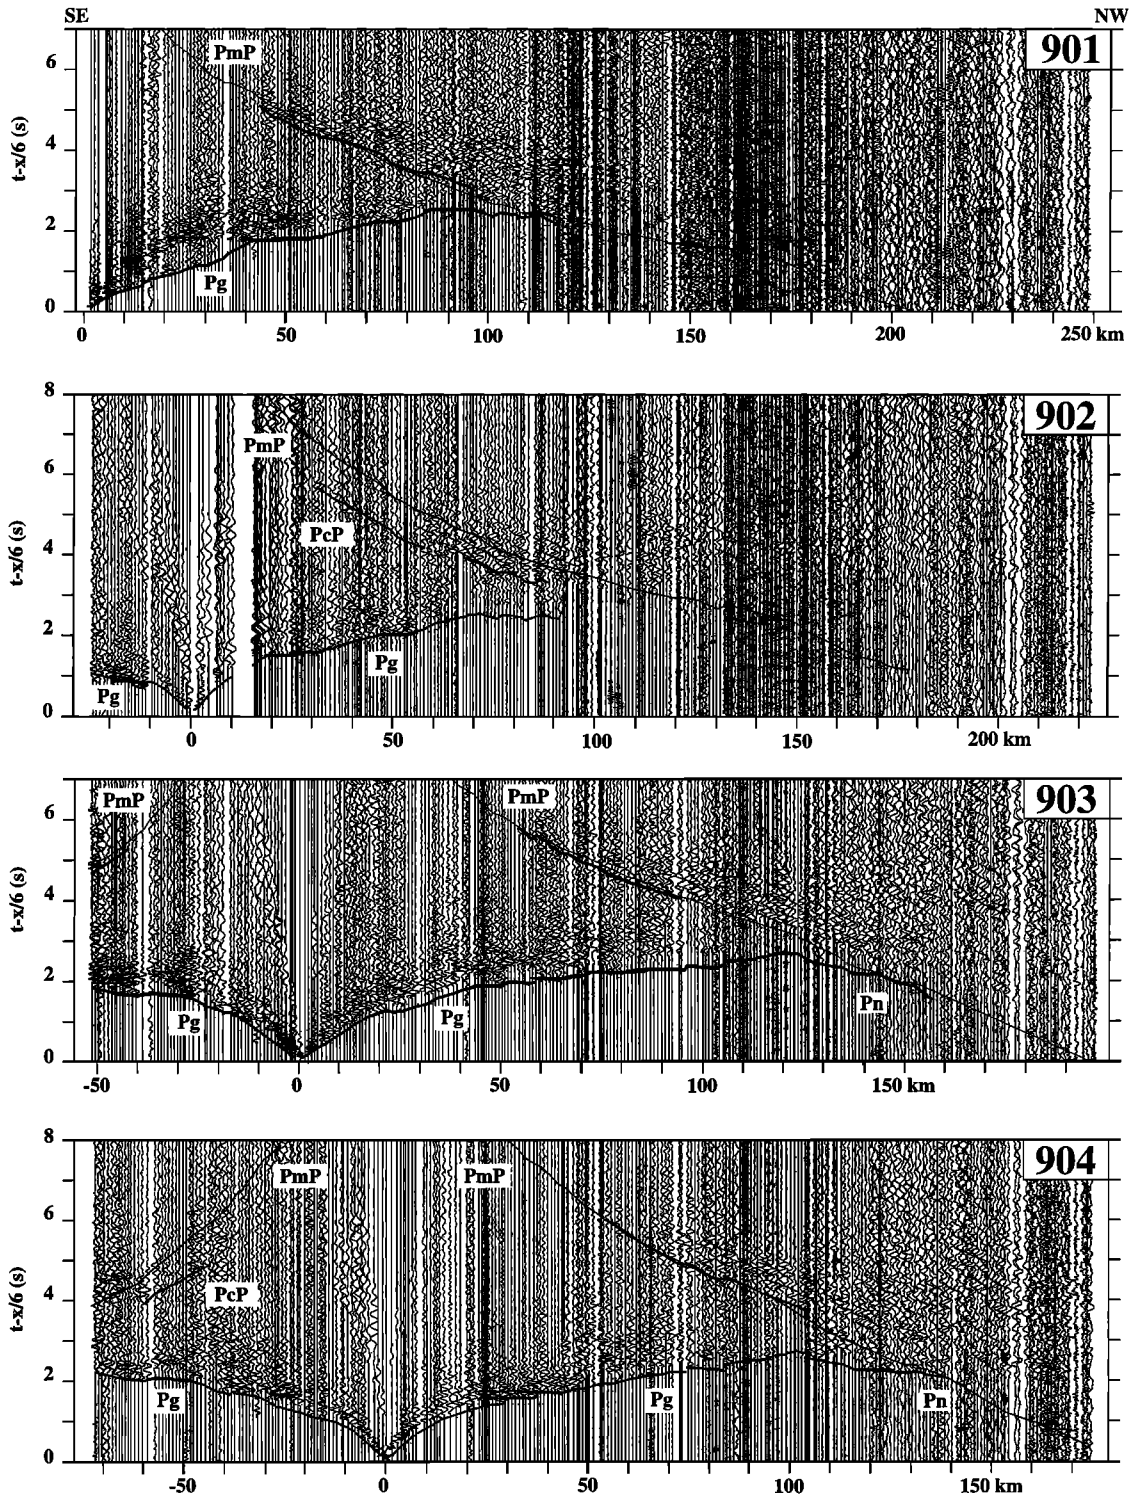 SE NW
901
PmP
6
4
2
0
t-x/6 (s)
Pg
0 50 100 150 200 250 km
902
8
PmP
6
PcP
4
2
0
t-x/6 (s)
Pg
Pg
0 50 100 150 200 km
903
PmP
PmP
6
4
2
0
t-x/6 (s)
Pg
Pg
Pn
-50 0 50 100 150 km
904
8
PmP
PmP
6
PcP
4
2
0
t-x/6 (s)
Pg
Pg
Pn
-50 0 50 100 150 km